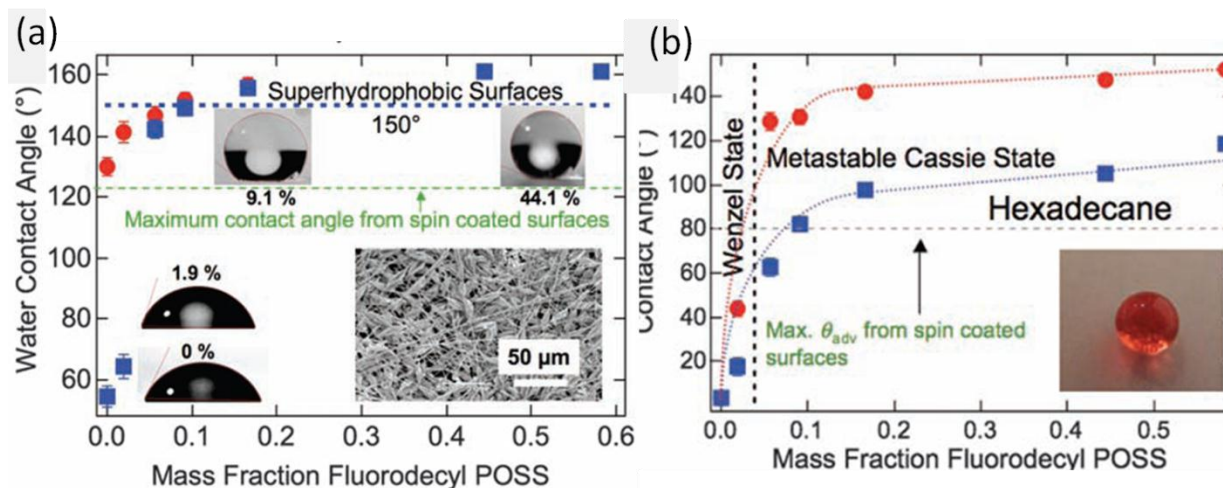 (a)
160
140
120
100
80
60
Water Contact Angle (°)
Superhydrophobic Surfaces
150°
9.1 %
44.1 %
Maximum contact angle from spin coated surfaces
1.9 %
0 %
50 µm
0.0
0.1
0.2
0.3
0.4
0.5
0.6
Mass Fraction Fluorodecyl POSS
(b)
140
120
100
80
60
40
20
Contact Angle (°)
Wenzel State
Metastable Cassie State
Hexadecane
Max. θadv from spin coated
surfaces
0.0
0.1
0.2
0.3
0.4
0.5
Mass Fraction Fluorodecyl POSS